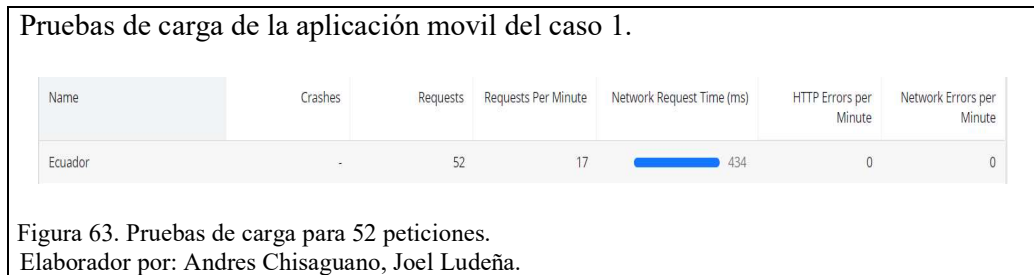 Pruebas de carga de la aplicación movil del caso 1.
Name Crashes Requests Requests Per Minute Network Request Time (ms) HTTP Errors per Minute Network Errors per Minute
Ecuador - 52 17 434 0 0
Figura 63. Pruebas de carga para 52 peticiones.
Elaborador por: Andres Chisaguano, Joel Ludeña.